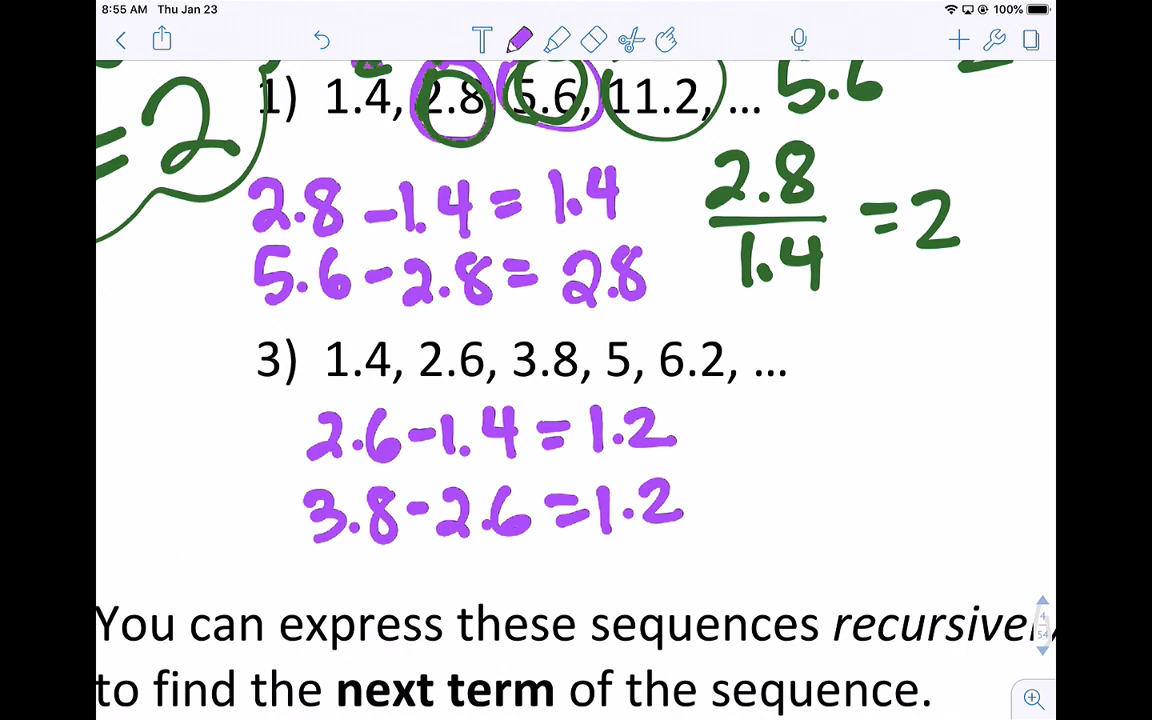 8:55 AM Thu Jan 23 100%
T
1) 1.4, 2.8, 5.6, 11.2, ... 5.6
= 2
2.8 - 1.4 = 1.4
5.6 - 2.8 = 2.8
2.8
1.4
= 2
3) 1.4, 2.6, 3.8, 5, 6.2, ...
2.6 - 1.4 = 1.2
3.8 - 2.6 = 1.2
You can express these sequences recursively
to find the next term of the sequence.
4
54